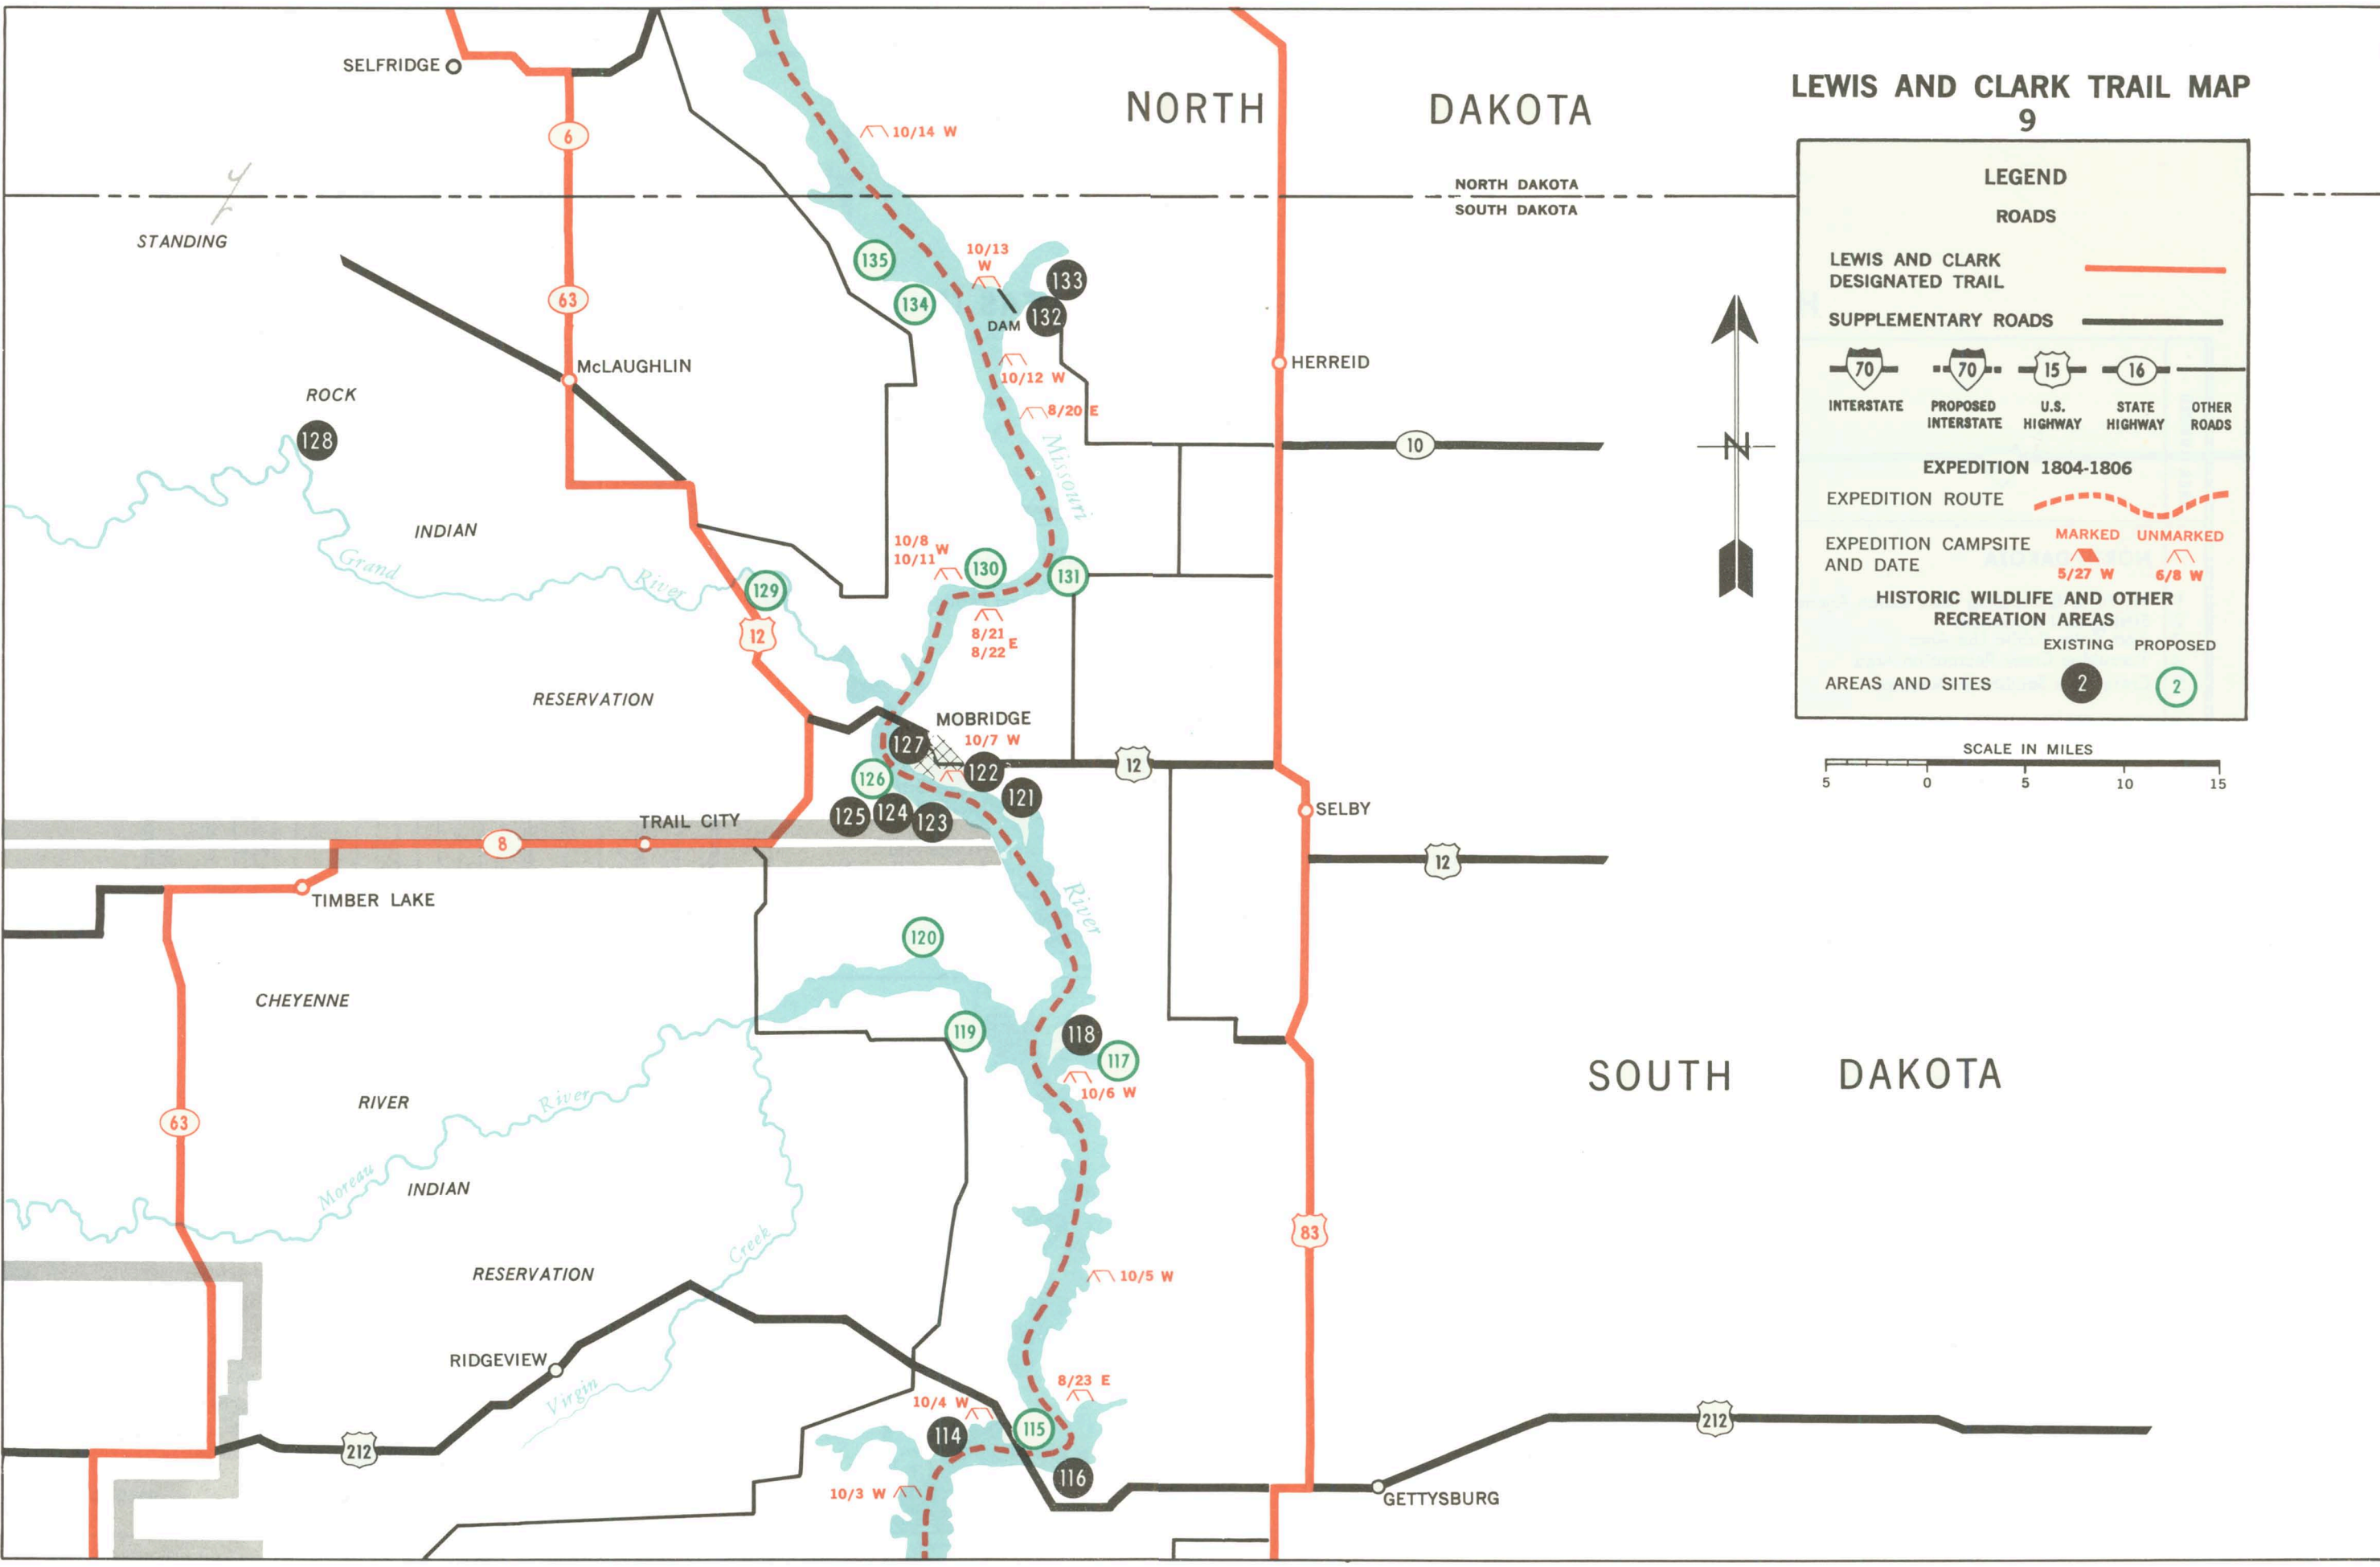 LEWIS AND CLARK TRAIL MAP
9
LEGEND
ROADS
LEWIS AND CLARK
DESIGNATED TRAIL
SUPPLEMENTARY ROADS
70
70
15
16
INTERSTATE
PROPOSED
INTERSTATE
U.S.
HIGHWAY
STATE
HIGHWAY
OTHER
ROADS
EXPEDITION 1804-1806
EXPEDITION ROUTE
EXPEDITION CAMPSITE
AND DATE
MARKED
UNMARKED
5/27 W
6/8 W
HISTORIC WILDLIFE AND OTHER
RECREATION AREAS
EXISTING
PROPOSED
AREAS AND SITES
2
2
SCALE IN MILES
5
0
5
10
15
N
SELFRIDGE
NORTH DAKOTA
6
10/14 W
NORTH DAKOTA
SOUTH DAKOTA
STANDING
135
10/13
W
133
63
134
DAM
132
McLAUGHLIN
HERREID
10/12 W
ROCK
8/20 E
128
10
Missouri
INDIAN
Grand
River
10/8
10/11
W
130
131
129
12
8/21
8/22
E
RESERVATION
MOBRIDGE
10/7 W
127
12
122
126
121
125
124
123
SELBY
TRAIL CITY
8
12
TIMBER LAKE
River
120
CHEYENNE
119
118
117
10/6 W
SOUTH DAKOTA
RIVER
River
63
Moreau
INDIAN
83
Creek
RESERVATION
10/5 W
RIDGEVIEW
Virgin
8/23 E
10/4 W
212
114
115
212
116
10/3 W
GETTYSBURG